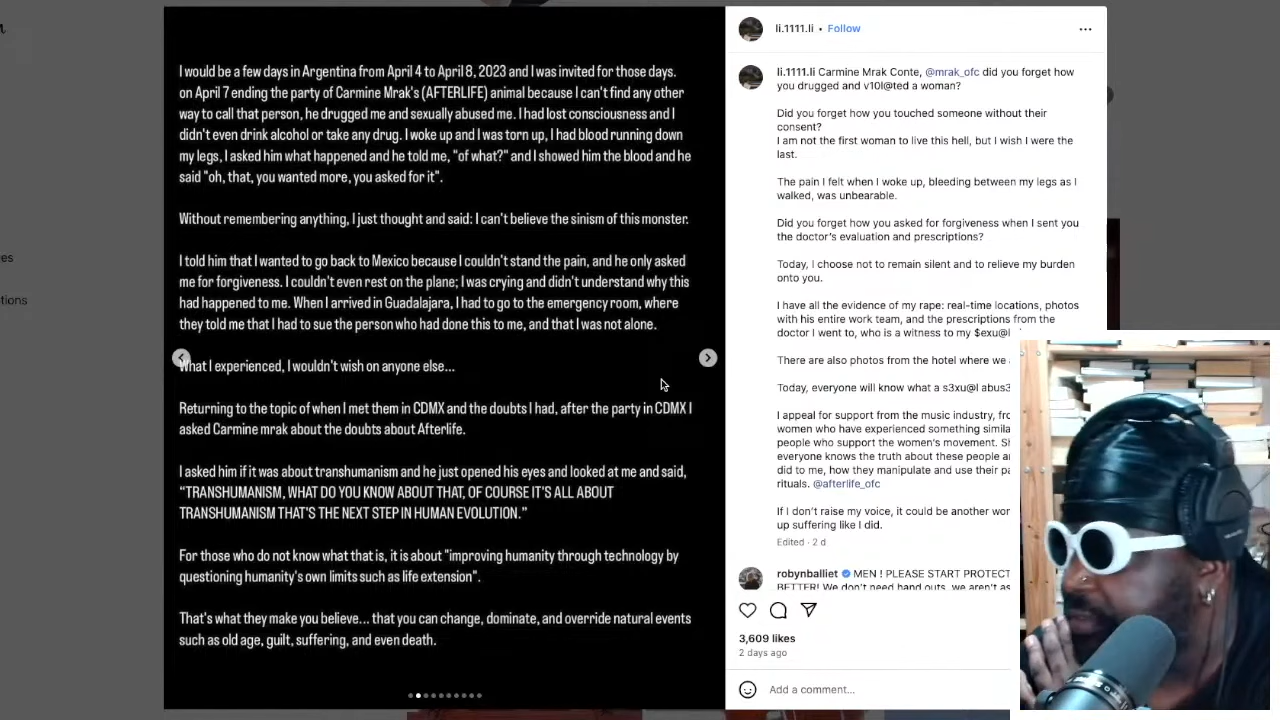 I would be a few days in Argentina from April 4 to April 8, 2023 and I was invited for those days.
on April 7 ending the party of Carmine Mrak's (AFTERLIFE) animal because I can't find any other
way to call that person, he drugged me and sexually abused me. I had lost consciousness and I
didn't even drink alcohol or take any drug. I woke up and I was torn up, I had blood running down
my legs, I asked him what happened and he told me, "of what?" and I showed him the blood and he
said "oh, that, you wanted more, you asked for it".
Without remembering anything, I just thought and said: I can't believe the sinism of this monster.
I told him that I wanted to go back to Mexico because I couldn't stand the pain, and he only asked
me for forgiveness. I couldn't even rest on the plane; I was crying and didn't understand why this
had happened to me. When I arrived in Guadalajara, I had to go to the emergency room, where
they told me that I had to sue the person who had done this to me, and that I was not alone.
What I experienced, I wouldn't wish on anyone else...
Returning to the topic of when I met them in CDMX and the doubts I had, after the party in CDMX I
asked Carmine mrak about the doubts about Afterlife.
I asked him if it was about transhumanism and he just opened his eyes and looked at me and said,
"TRANSHUMANISM, WHAT DO YOU KNOW ABOUT THAT, OF COURSE IT'S ALL ABOUT
TRANSHUMANISM THAT'S THE NEXT STEP IN HUMAN EVOLUTION."
For those who do not know what that is, it is about "improving humanity through technology by
questioning humanity's own limits such as life extension".
That's what they make you believe... that you can change, dominate, and override natural events
such as old age, guilt, suffering, and even death.
es
tions
li.1111.li • Follow
li.1111.li Carmine Mrak Conte, @mrak_ofc did you forget how
you drugged and v10l@ted a woman?
Did you forget how you touched someone without their
consent?
I am not the first woman to live this hell, but I wish I were the
last.
The pain I felt when I woke up, bleeding between my legs as I
walked, was unbearable.
Did you forget how you asked for forgiveness when I sent you
the doctor's evaluation and prescriptions?
Today, I choose not to remain silent and to relieve my burden
onto you.
I have all the evidence of my rape: real-time locations, photos
with his entire work team, and the prescriptions from the
doctor I went to, who is a witness to my $exu@l
There are also photos from the hotel where we
Today, everyone will know what a s3xu@l abus3
I appeal for support from the music industry, fro
women who have experienced something simila
people who support the women's movement. S
everyone knows the truth about these people a
did to me, how they manipulate and use their pa
rituals. @afterlife_ofc
If I don't raise my voice, it could be another wor
up suffering like I did.
Edited · 2 d
robynballiet MEN ! PLEASE START PROTECT
BETTER! We don't need hand outs, we aren't as
3,609 likes
2 days ago
Add a comment...